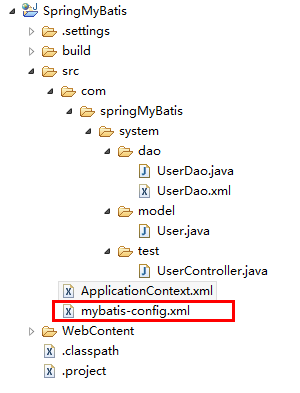 SpringMyBatis
.settings
build
src
com
springMyBatis
system
dao
UserDao.java
UserDao.xml
model
User.java
test
UserController.java
ApplicationContext.xml
mybatis-config.xml
WebContent
.classpath
.project